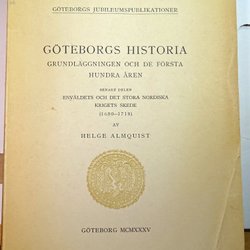 GÖTEBORGS JUBILEUMSPUBLIKATIONER
GÖTEBORGS HISTORIA
GRUNDLÄGGNINGEN OCH DE FÖRSTA
HUNDRA ÅREN
SENARE DELEN
ENVÄLDETS OCH DET STORA NORDISKA
KRIGETS SKEDE
(1680–1718)
AV
HELGE ALMQUIST
GÖTEBORG MCMXXXV